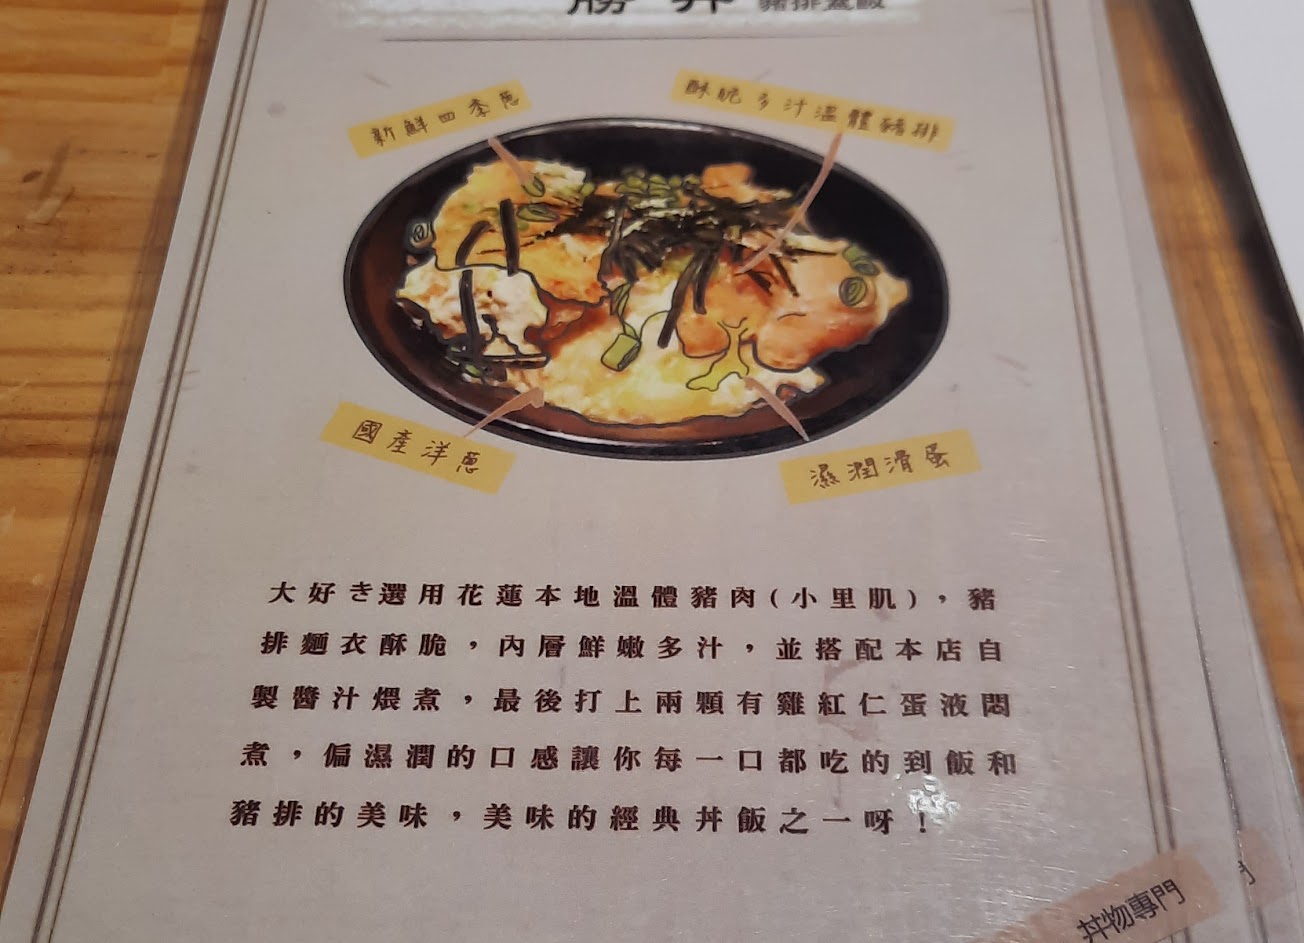 勝丼 豬排蓋飯
新鮮四季蔥
酥脆多汁溫體豬排
國產洋蔥
濕潤滑蛋
大好き選用花蓮本地溫體豬肉(小里肌)，豬
排麵衣酥脆，內層鮮嫩多汁，並搭配本店自
製醬汁煨煮，最後打上兩顆有雞紅仁蛋液悶
煮，偏濕潤的口感讓你每一口都吃的到飯和
豬排的美味，美味的經典丼飯之一呀！
丼物專門